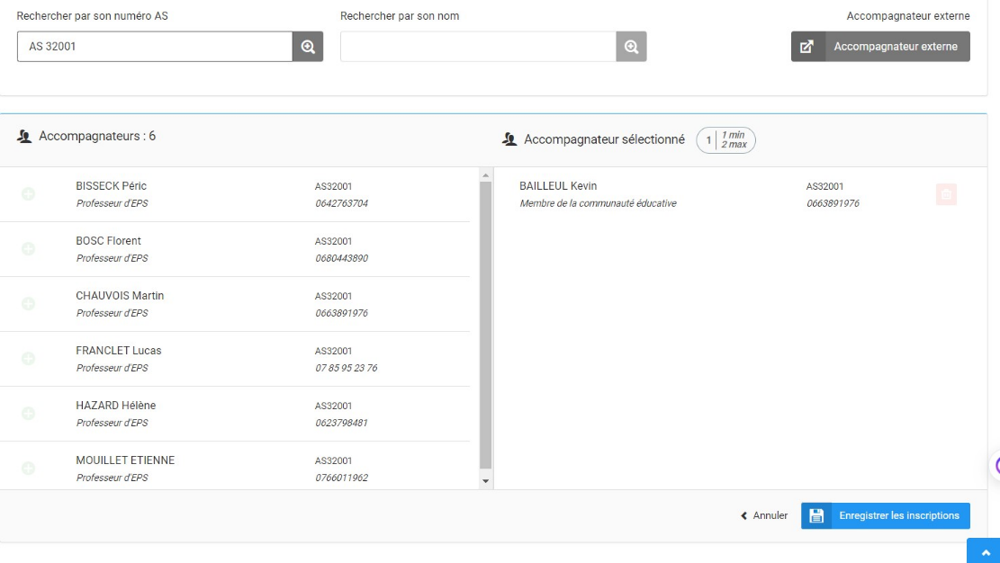 Rechercher par son numéro AS
Rechercher par son nom
Accompagnateur externe
AS 32001
Accompagnateur externe
Accompagnateurs : 6
Accompagnateur sélectionné
1
1 min
2 max
BISSECK Péric
AS32001
Professeur d'EPS
0642763704
BOSC Florent
AS32001
Professeur d'EPS
0680443890
CHAUVOIS Martin
AS32001
Professeur d'EPS
0663891976
FRANCLET Lucas
AS32001
Professeur d'EPS
07 85 95 23 76
HAZARD Hélène
AS32001
Professeur d'EPS
0623798481
MOUILLET ETIENNE
AS32001
Professeur d'EPS
0766011962
BAILLEUL Kevin
AS32001
Membre de la communauté éducative
0663891976
Annuler
Enregistrer les inscriptions